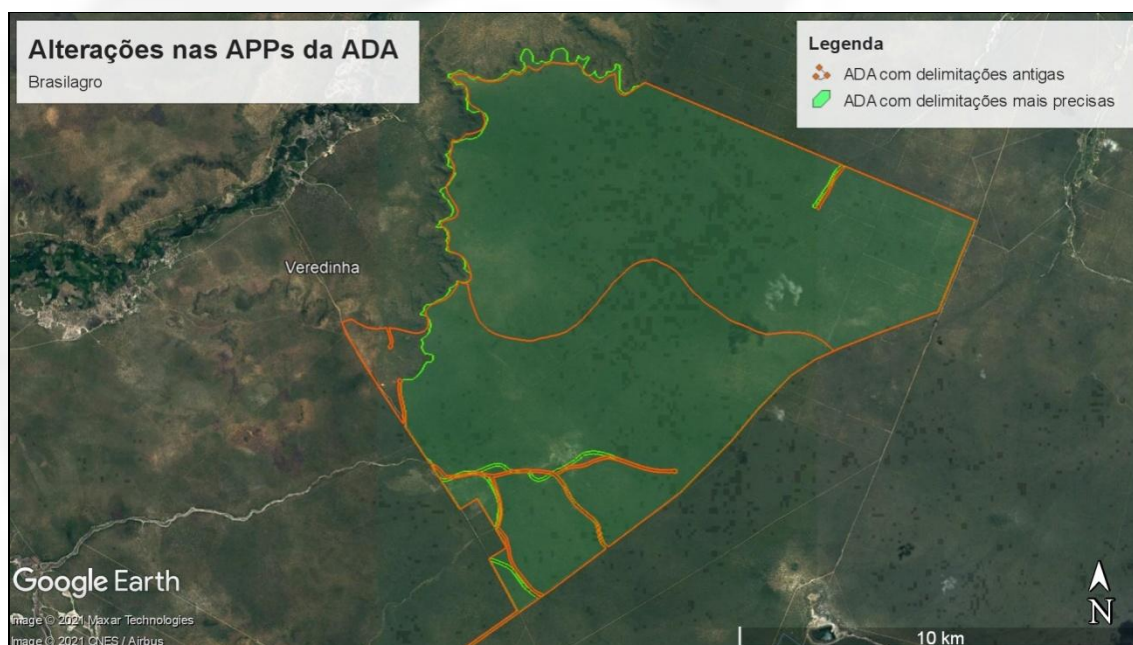 Alterações nas APPs da ADA
Brasilagro
Legenda
ADA com delimitações antigas
ADA com delimitações mais precisas
Veredinha
Google Earth
Image © 2021 Maxar Technologies
Image © 2021 CNES / Airbus
10 km
N